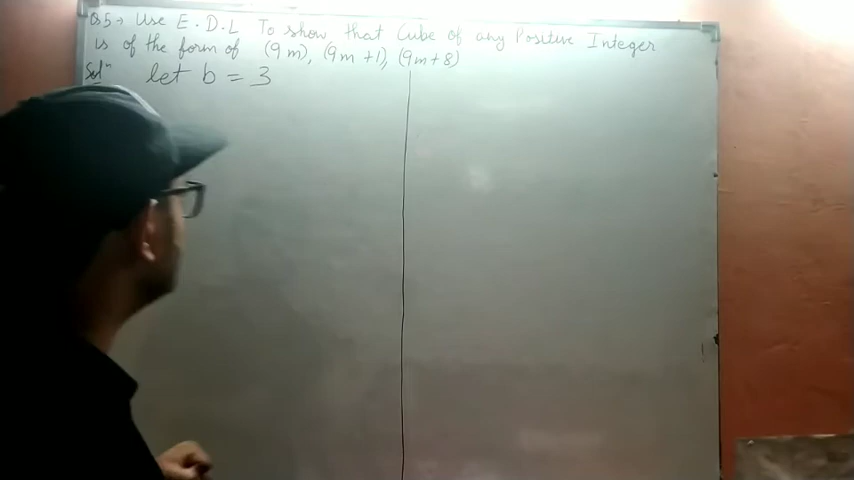 Q5→ Use E.D.L To show that Cube of any Positive Integer
is of the form of (9m), (9m+1), (9m+8)
Solⁿ let b = 3